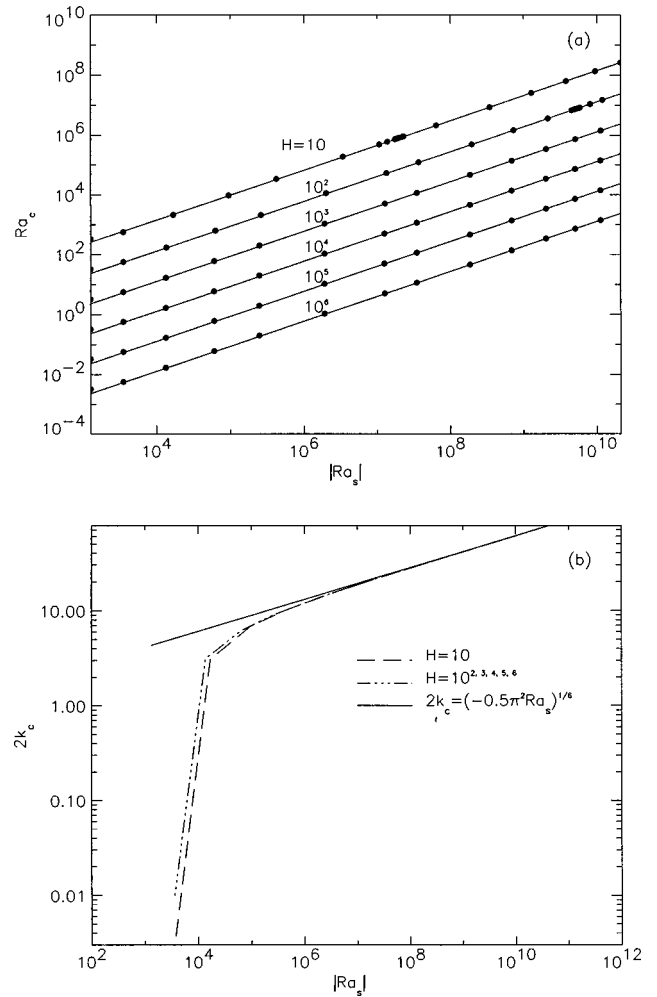 (a)
Ra_c
10^10
10^8
10^6
10^4
10^2
10^0
10^−2
10^−4
H=10
10^2
10^3
10^4
10^5
10^6
10^4 10^6 10^8 10^10
|Ra_s|
(b)
2k_c
10.00
1.00
0.10
0.01
H=10
H=10^2, 3, 4, 5, 6
2k_c=(−0.5π^2Ra_s)^1/6
10^2 10^4 10^6 10^8 10^10 10^12
|Ra_s|